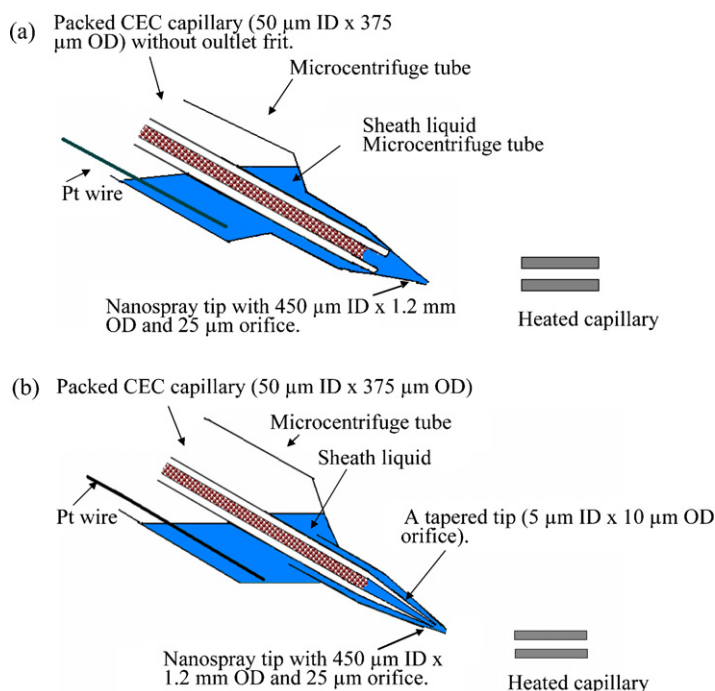 (a)
Packed CEC capillary (50 µm ID x 375
µm OD) without oultlet frit.
Microcentrifuge tube
Sheath liquid
Microcentrifuge tube
Pt wire
Nanospray tip with 450 µm ID x 1.2 mm
OD and 25 µm orifice.
Heated capillary
(b)
Packed CEC capillary (50 µm ID x 375 µm OD)
Microcentrifuge tube
Sheath liquid
Pt wire
A tapered tip (5 µm ID x 10 µm OD
orifice).
Nanospray tip with 450 µm ID x
1.2 mm OD and 25 µm orifice.
Heated capillary